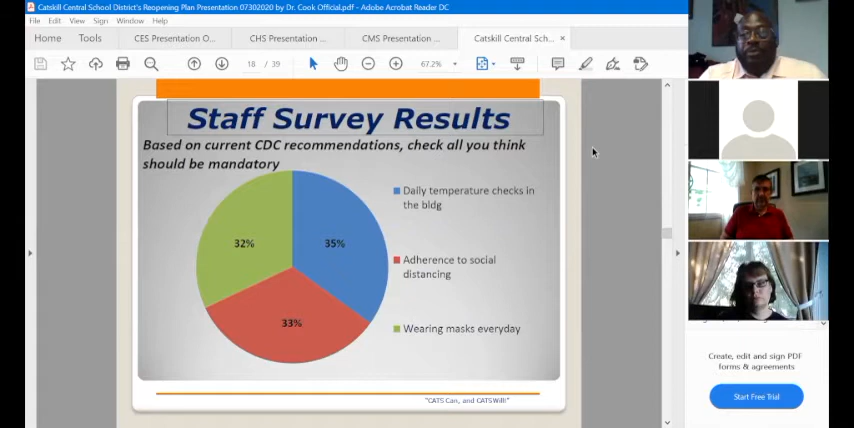 Catskill Central School District's Reopening Plan Presentation 07302020 by Dr. Cook Official.pdf - Adobe Acrobat Reader DC
File Edit View Sign Window Help
Home Tools CES Presentation O... CHS Presentation ... CMS Presentation ... Catskill Central Sch... ×
18 / 39 67.2%
Staff Survey Results
Based on current CDC recommendations, check all you think
should be mandatory
32%
35%
33%
Daily temperature checks in
the bldg
Adherence to social
distancing
Wearing masks everyday
"CATS Can, and CATS Will!"
Create, edit and sign PDF
forms & agreements
Start Free Trial